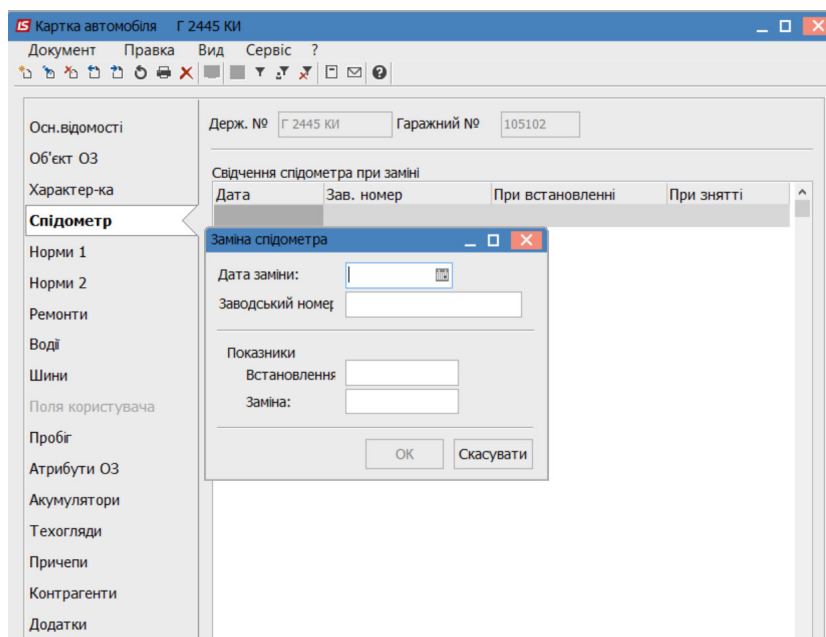 Картка автомобіля Г 2445 КИ
Документ Правка Вид Сервіс ?
Осн.відомості
Об'єкт ОЗ
Характер-ка
Спідометр
Норми 1
Норми 2
Ремонти
Водії
Шини
Поля користувача
Пробіг
Атрибути ОЗ
Акумулятори
Техогляди
Причепи
Контрагенти
Додатки
Держ. № Г 2445 КИ Гаражний № 105102
Свідчення спідометра при заміні
Дата Зав. номер При встановленні При знятті
Заміна спідометра
Дата заміни:
Заводський номер
Показники
Встановлення
Заміна:
ОК Скасувати